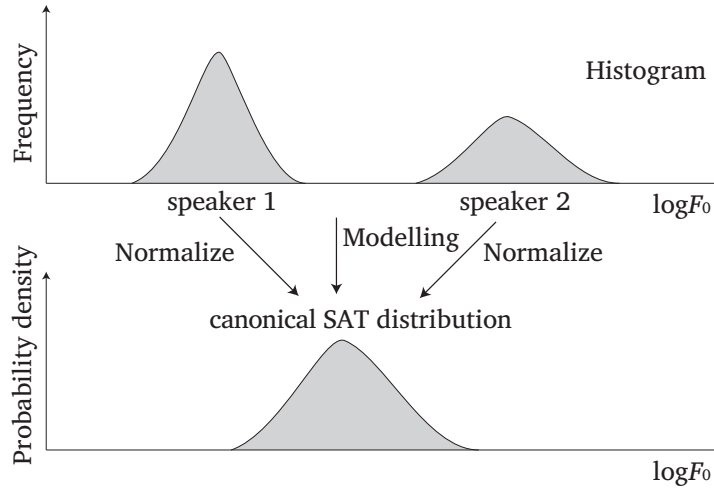 Frequency
Histogram
speaker 1
speaker 2
logF₀
Normalize
Modelling
Normalize
Probability density
canonical SAT distribution
logF₀